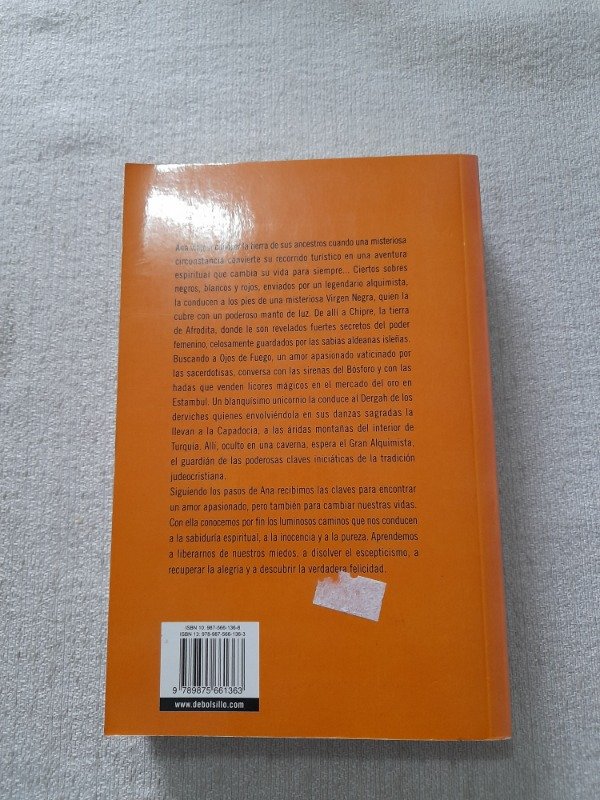 Ana la tierra de sus ancestros cuando una misteriosa
circunstancia convierte su recorrido turístico en una aventura
espiritual que cambia su vida para siempre... Ciertos sobres
negros, blancos y rojos, enviados por un legendario alquimista,
la conducen a los pies de una misteriosa Virgen Negra, quien la
cubre con un poderoso manto de luz. De allí a Chipre, la tierra
de Afrodita, donde le son revelados fuertes secretos del poder
femenino, celosamente guardados por las sabias aldeanas isleñas.
Buscando a Ojos de Fuego, un amor apasionado vaticinado por
las sacerdotisas, conversa con las sirenas del Bósforo y con las
hadas que venden licores mágicos en el mercado del oro en
Estambul. Un blanquísimo unicornio la conduce al Dergah de los
derviches quienes envolviéndola en sus danzas sagradas la
llevan a la Capadocia, a las áridas montañas del interior de
Turquía. Allí, oculto en una caverna, espera el Gran Alquimista,
el guardián de las poderosas claves iniciáticas de la tradición
judeocristiana.
Siguiendo los pasos de Ana recibimos las claves para encontrar
un amor apasionado, pero también para cambiar nuestras vidas.
Con ella conocemos por fin los luminosos caminos que nos conducen
a la sabiduría espiritual, a la inocencia y a la pureza. Aprendemos
a liberarnos de nuestros miedos, a disolver el escepticismo, a
recuperar la alegría y a descubrir la verdadera felicidad.
ISBN 10: 987-566-136-8
ISBN 13: 978-987-566-136-3
9 789875 661363
www.debolsillo.com